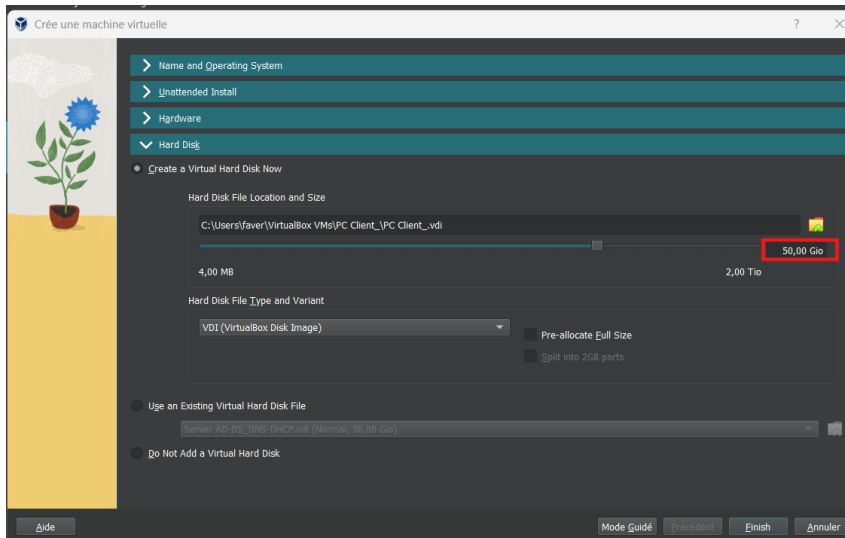 Crée une machine virtuelle
?
Name and Operating System
Unattended Install
Hardware
Hard Disk
Create a Virtual Hard Disk Now
Hard Disk File Location and Size
C:\Users\faver\VirtualBox VMs\PC Client_\PC Client_.vdi
50,00 Gio
4,00 MB 2,00 Tio
Hard Disk File Type and Variant
VDI (VirtualBox Disk Image)
Pre-allocate Full Size
Split into 2GB parts
Use an Existing Virtual Hard Disk File
Server AD-DS_DNS-DHCP.vdi (Normal, 50,00 Gio)
Do Not Add a Virtual Hard Disk
Aide Mode Guidé Précédent Finish Annuler